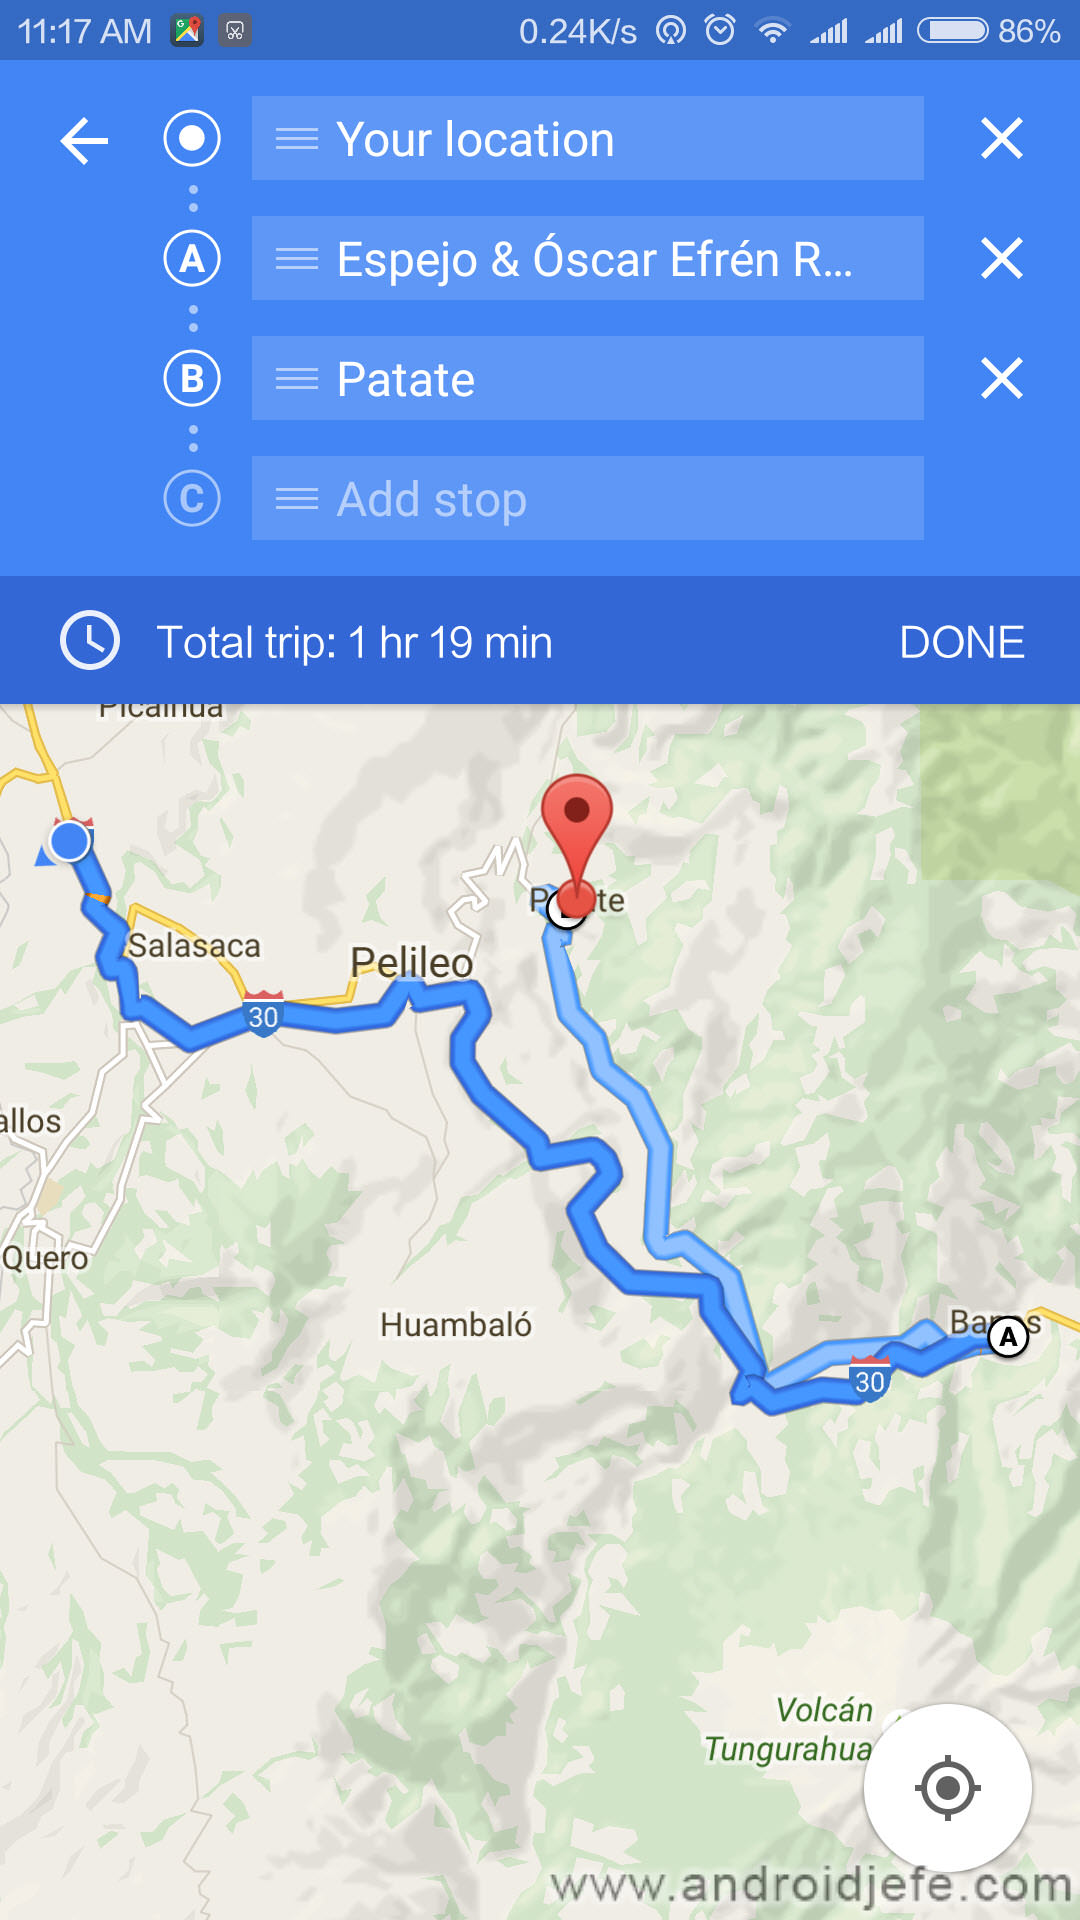 11:17 AM 0.24K/s 86%
Your location
A Espejo & Óscar Efrén R...
B Patate
C Add stop
Total trip: 1 hr 19 min DONE
Picaihua
Salasaca
Pelileo
30
allos
Quero
Huambaló
A
30
Volcán
Tungurahua
www.androidjefe.com